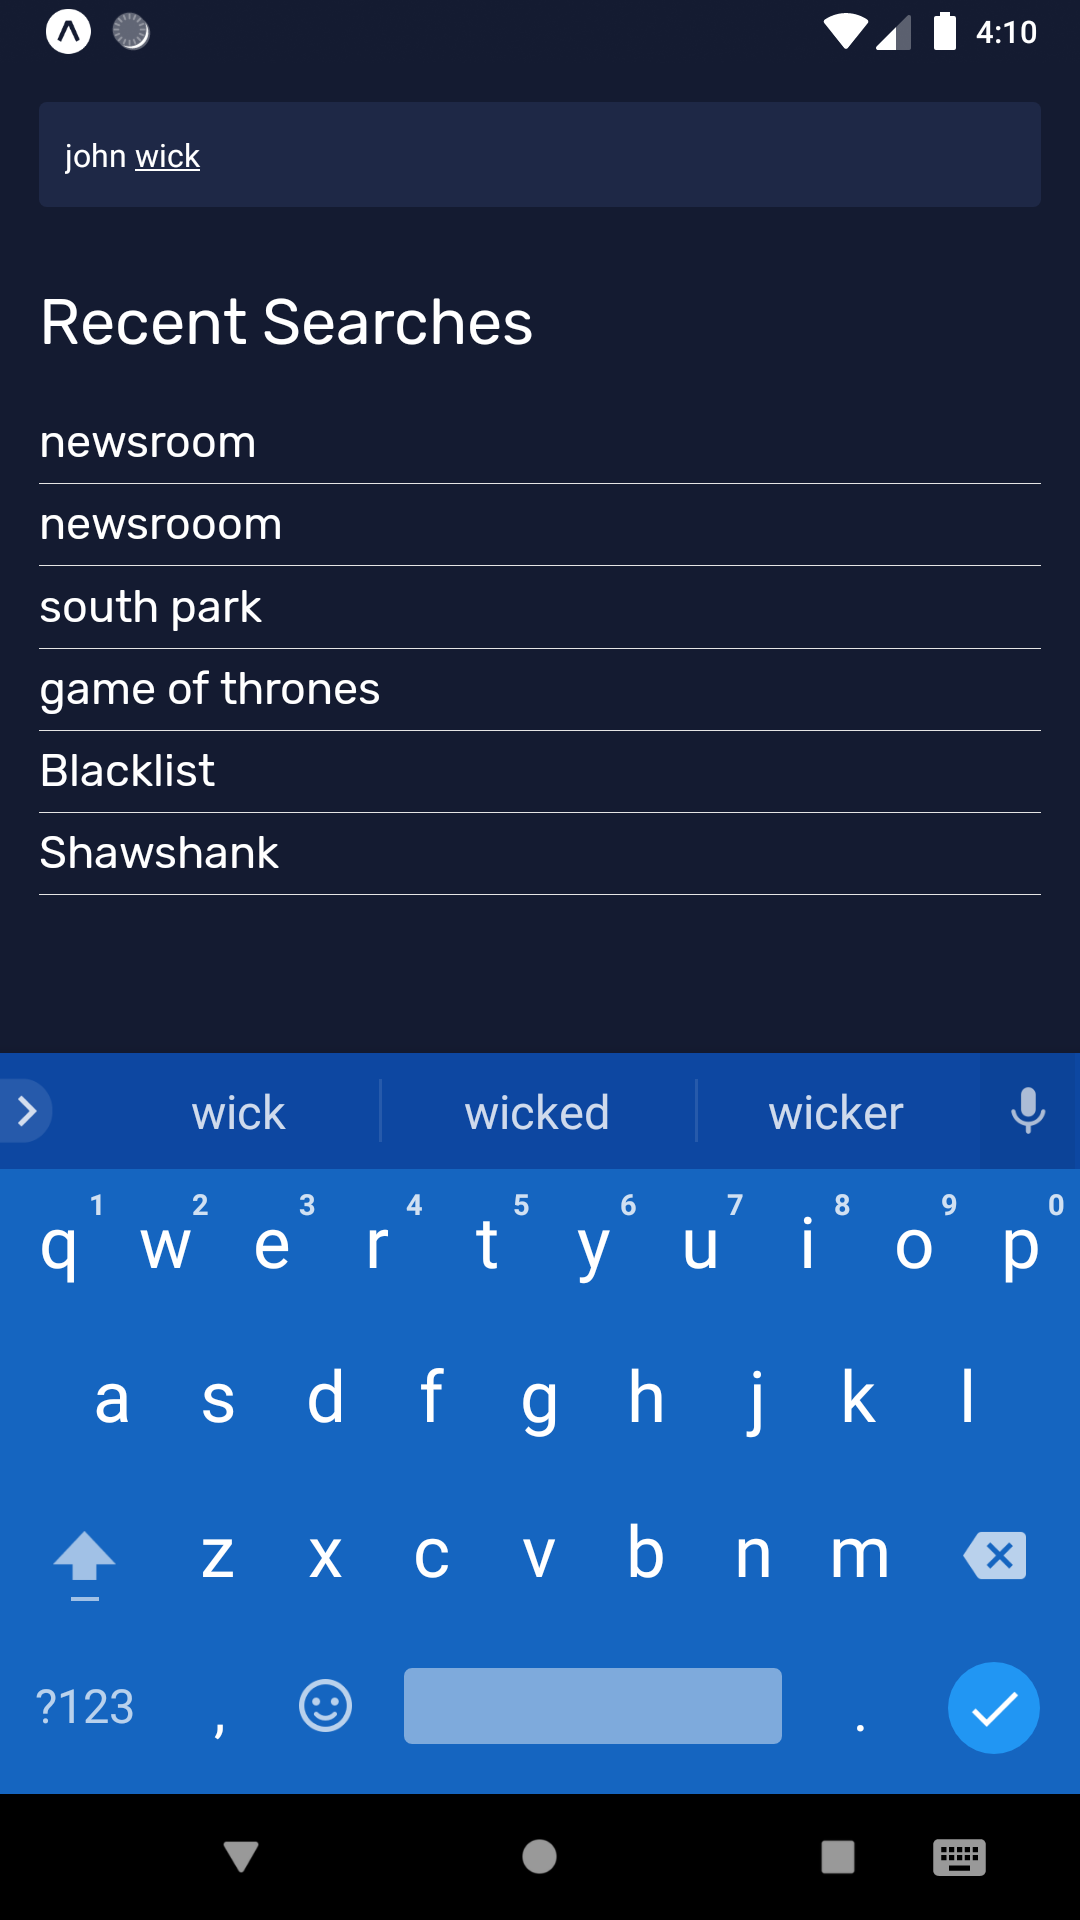 4:10
john wick
Recent Searches
newsroom
newsrooom
south park
game of thrones
Blacklist
Shawshank
wick wicked wicker
1 2 3 4 5 6 7 8 9 0
q w e r t y u i o p
a s d f g h j k l
z x c v b n m
?123 , .